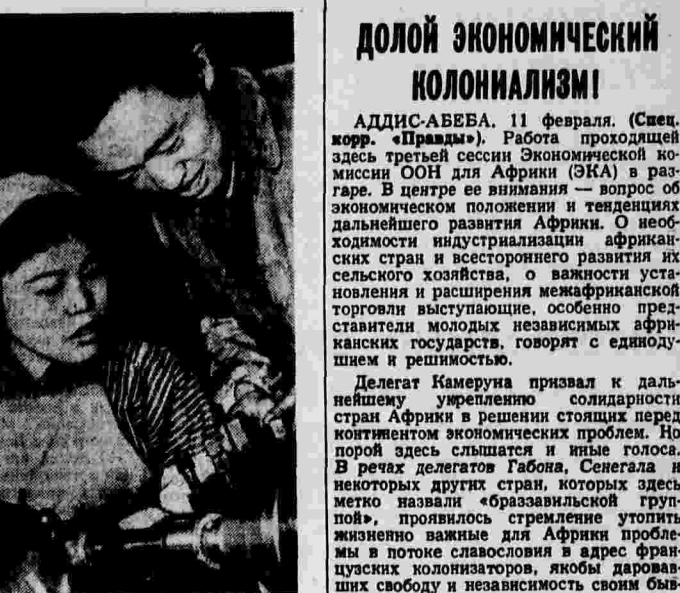 ДОЛОЙ ЭКОНОМИЧЕСКИЙ
КОЛОНИАЛИЗМ!
АДДИС-АБЕБА, 11 февраля. (Спец.
корр. «Правды»). Работа проходящей
здесь третьей сессии Экономической ко-
миссии ООН для Африки (ЭКА) в раз-
гаре. В центре ее внимания — вопрос об
экономическом положении и тенденциях
дальнейшего развития Африки. О необ-
ходимости индустриализации африкан-
ских стран и всестороннего развития их
сельского хозяйства, о важности уста-
новления и расширения межафриканской
торговли выступающие, особенно пред-
ставители молодых независимых афри-
канских государств, говорят с единоду-
шием и решимостью.
Делегат Камеруна призвал к даль-
нейшему укреплению солидарности
стран Африки в решении стоящих перед
континентом экономических проблем. Но
порой здесь слышатся и иные голоса.
В речах делегатов Габона, Сенегала и
некоторых других стран, которых здесь
метко назвали «браззавильской груп-
пой», проявилось стремление утопить
жизненно важные для Африки пробле-
мы в потоке славословия в адрес фран-
цузских колонизаторов, якобы даровав-
ших свободу и независимость своим быв-